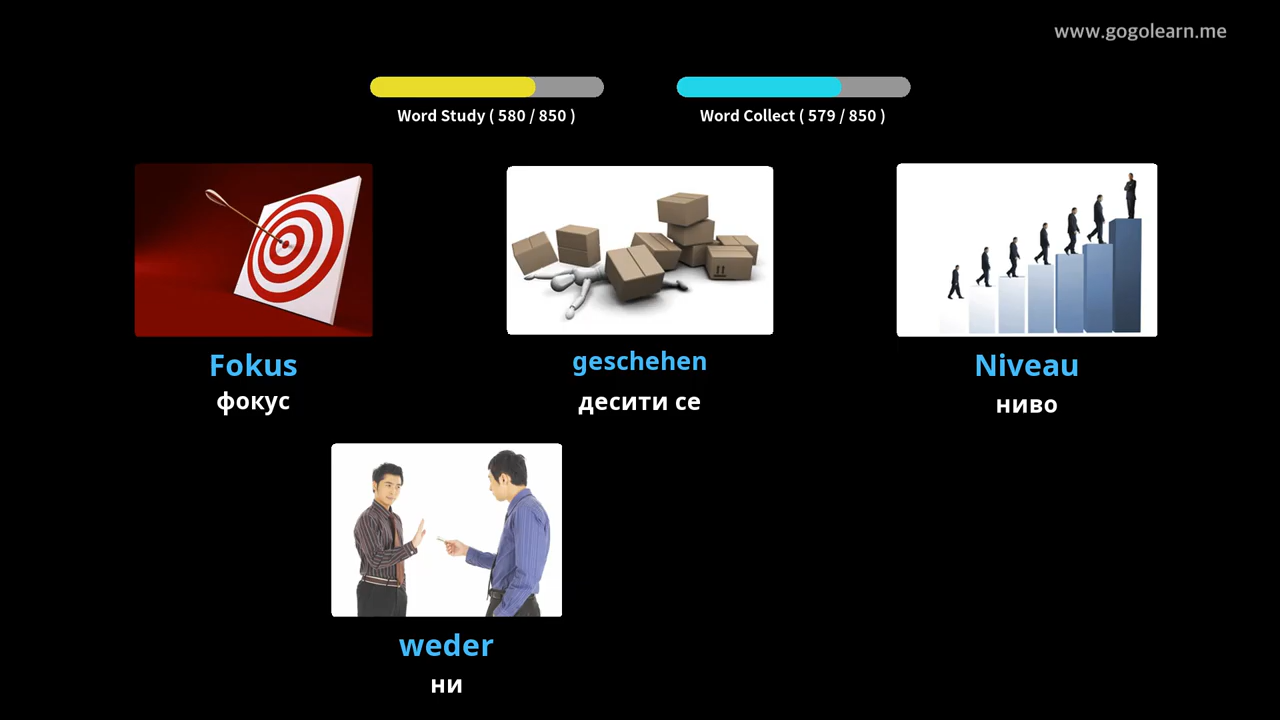 www.gogolearn.me
Word Study ( 580 / 850 )
Word Collect ( 579 / 850 )
Fokus
фокус
geschehen
десити се
Niveau
ниво
weder
ни